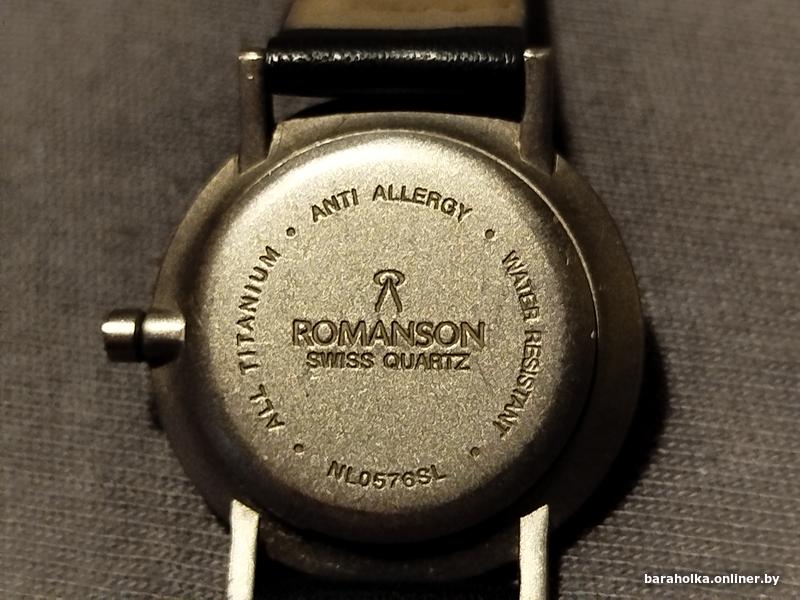 ANTI ALLERGY
WATER RESISTANT
NL0576SL
ALL TITANIUM
ROMANSON
SWISS QUARTZ
baraholka.onliner.by